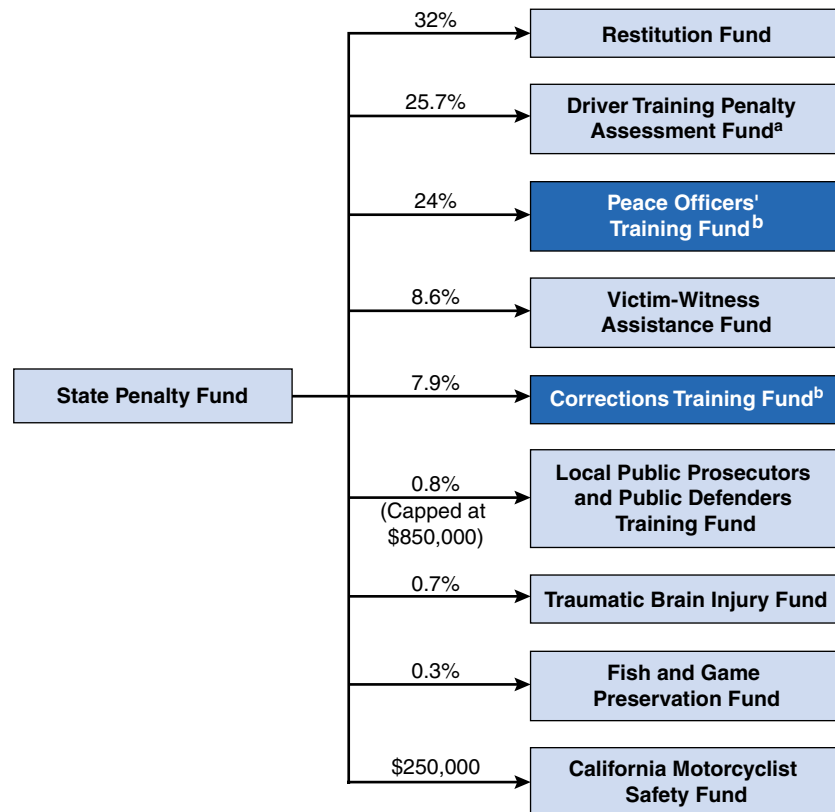 32%
Restitution Fund
25.7%
Driver Training Penalty
Assessment Fundᵃ
24%
Peace Officers'
Training Fundᵇ
8.6%
Victim-Witness
Assistance Fund
State Penalty Fund
7.9%
Corrections Training Fundᵇ
0.8%
(Capped at
$850,000)
Local Public Prosecutors
and Public Defenders
Training Fund
0.7%
Traumatic Brain Injury Fund
0.3%
Fish and Game
Preservation Fund
$250,000
California Motorcyclist
Safety Fund